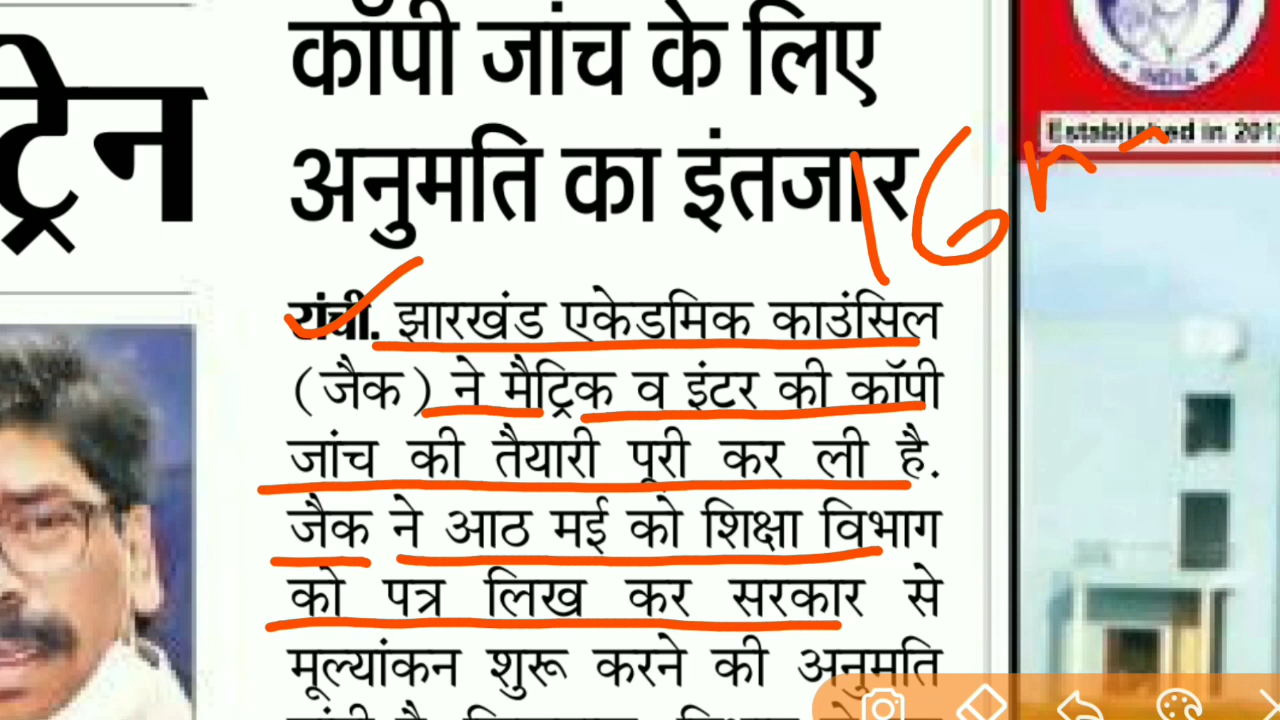 ट्रेन
कॉपी जांच के लिए
अनुमति का इंतजार
रांची. झारखंड एकेडमिक काउंसिल
(जैक) ने मैट्रिक व इंटर की कॉपी
जांच की तैयारी पूरी कर ली है.
जैक ने आठ मई को शिक्षा विभाग
को पत्र लिख कर सरकार से
मूल्यांकन शुरू करने की अनुमति
16
INDIA
Established in 201